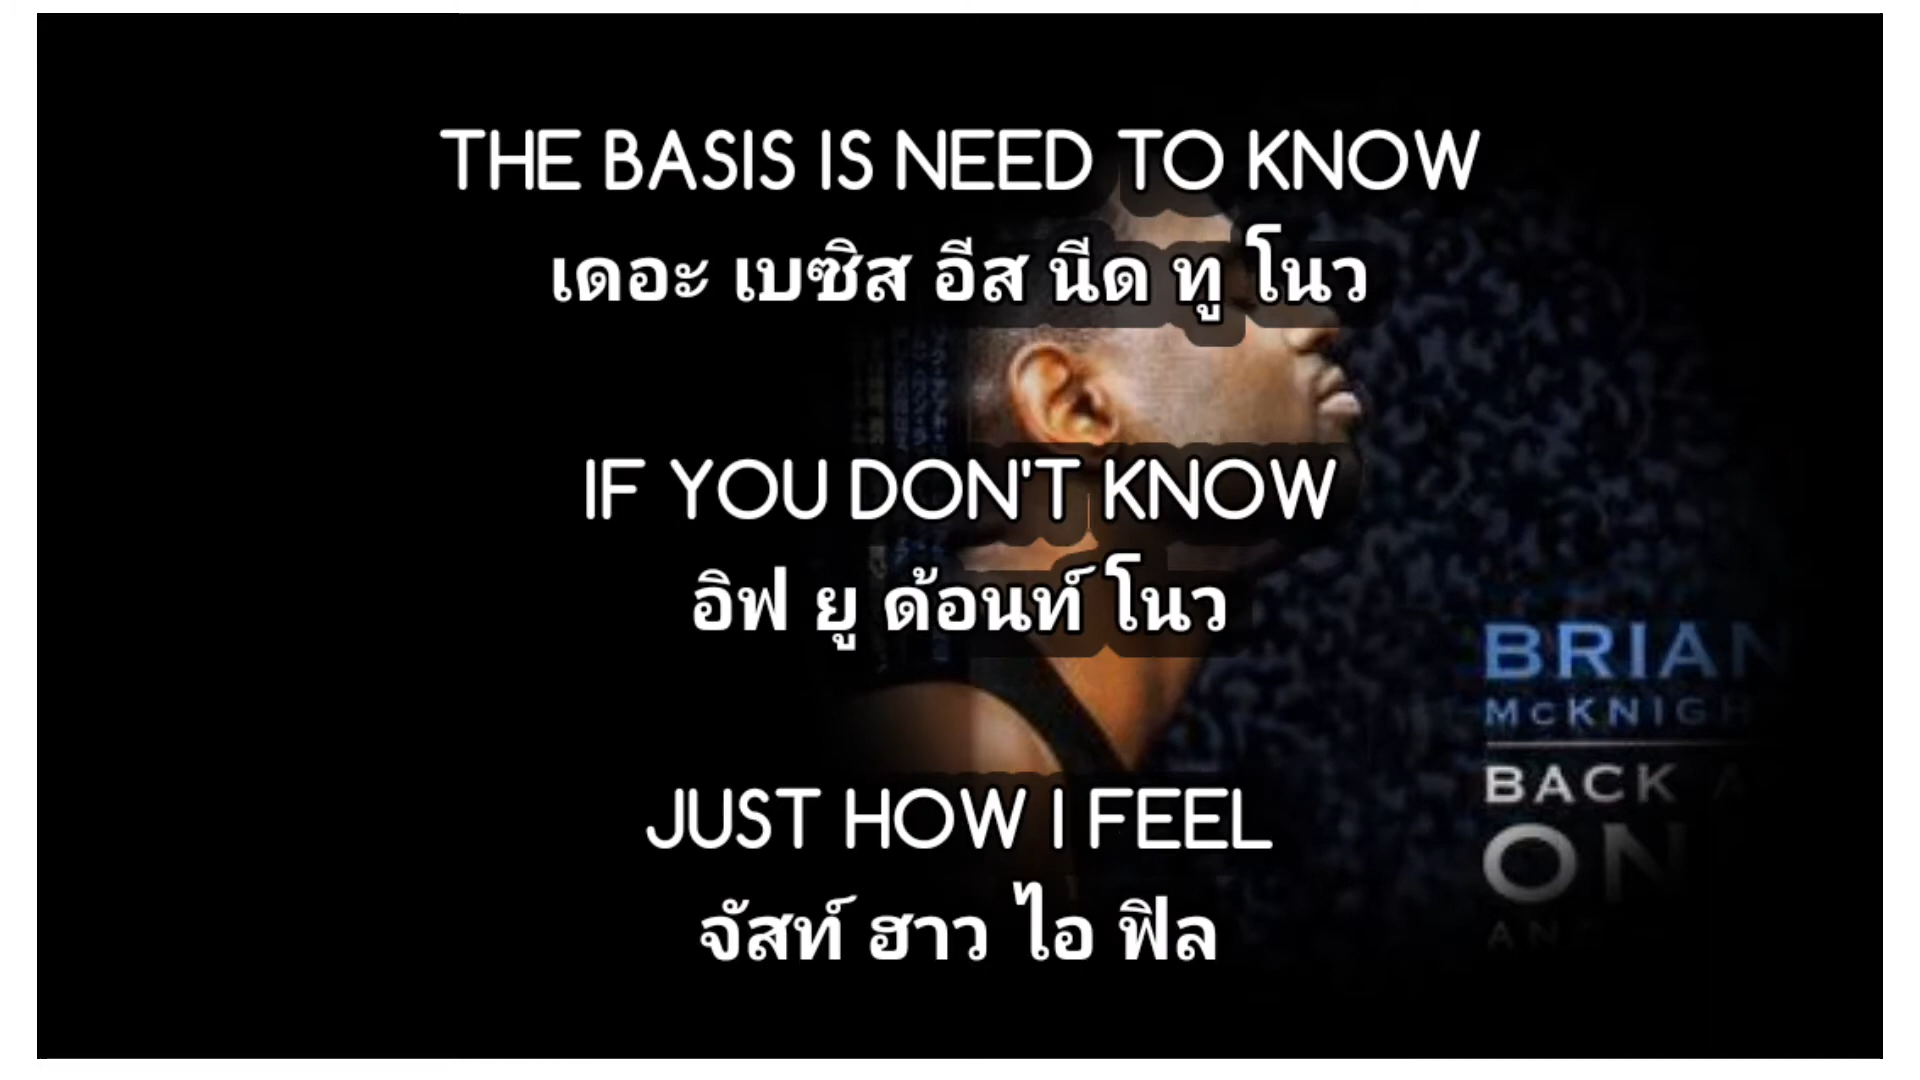 THE BASIS IS NEED TO KNOW
เดอะ เบซิส อีส นีด ทู โนว
IF YOU DON'T KNOW
อิฟ ยู ด้อนท์ โนว
JUST HOW I FEEL
จัสท์ ฮาว ไอ ฟิล
BRIAN
McKNIGH
BACK A
ON